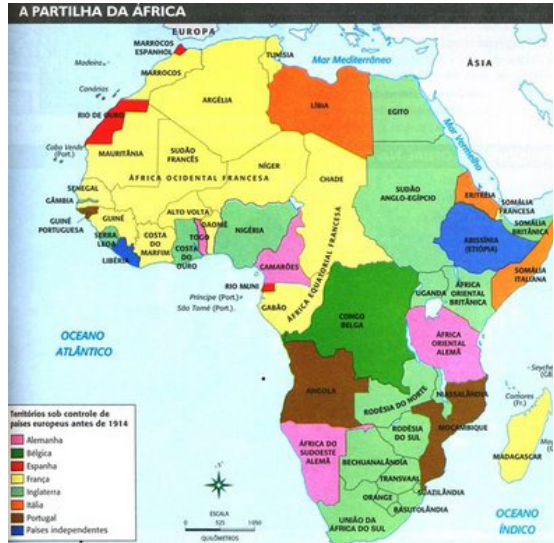 A PARTILHA DA ÁFRICA
EUROPA
ÁSIA
Mar Mediterrâneo
Mar Vermelho
MARROCOS
ESPANHOL
Madeira
MARROCOS
TUNÍSIA
Canárias
ARGÉLIA
LÍBIA
EGITO
RIO DE OURO
Cabo Verde
(Port.)
MAURITÂNIA
SUDÃO
FRANCÊS
NÍGER
CHADE
ÁFRICA OCIDENTAL FRANCESA
SUDÃO
ANGLO-EGÍPCIO
ERITRÉIA
SOMÁLIA
FRANCESA
SOMÁLIA
BRITÂNICA
SENEGAL
GÂMBIA
GUINÉ
PORTUGUESA
GUINÉ
ALTO VOLTA
DAOMÉ
NIGÉRIA
SERRA
LEOA
COSTA
DO
MARFIM
TOGO
COSTA
DO
OURO
LIBÉRIA
CAMARÕES
ABISSÍNIA
(ETIÓPIA)
SOMÁLIA
ITALIANA
RIO MUNI
Príncipe (Port.)
São Tomé (Port.)
GABÃO
ÁFRICA EQUATORIAL FRANCESA
UGANDA
ÁFRICA
ORIENTAL
BRITÂNICA
CONGO
BELGA
ÁFRICA
ORIENTAL
ALEMÃ
OCEANO
ATLÂNTICO
ANGOLA
RODÉSIA DO NORTE
NIASSALÂNDIA
Comores
(Fr.)
MOÇAMBIQUE
RODÉSIA
DO SUL
MADAGASCAR
ÁFRICA DO
SUDOESTE
ALEMÃ
BECHUANALÂNDIA
TRANSVAAL
SUAZILÂNDIA
ORANGE
BASUTOLÂNDIA
UNIÃO DA
ÁFRICA DO SUL
OCEANO
ÍNDICO
Territórios sob controle de
países europeus antes de 1914
Alemanha
Bélgica
Espanha
França
Inglaterra
Itália
Portugal
Países independentes
ESCALA
0 525 1050
QUILÔMETROS